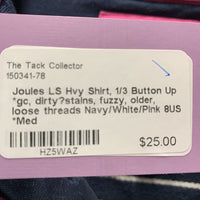 The Tack Collector
150341-78
Joules LS Hvy Shirt, 1/3 Button Up
*gc, dirty?stains, fuzzy, older,
loose threads Navy/White/Pink 8US
*Med
$25.00
HZ5WAZ